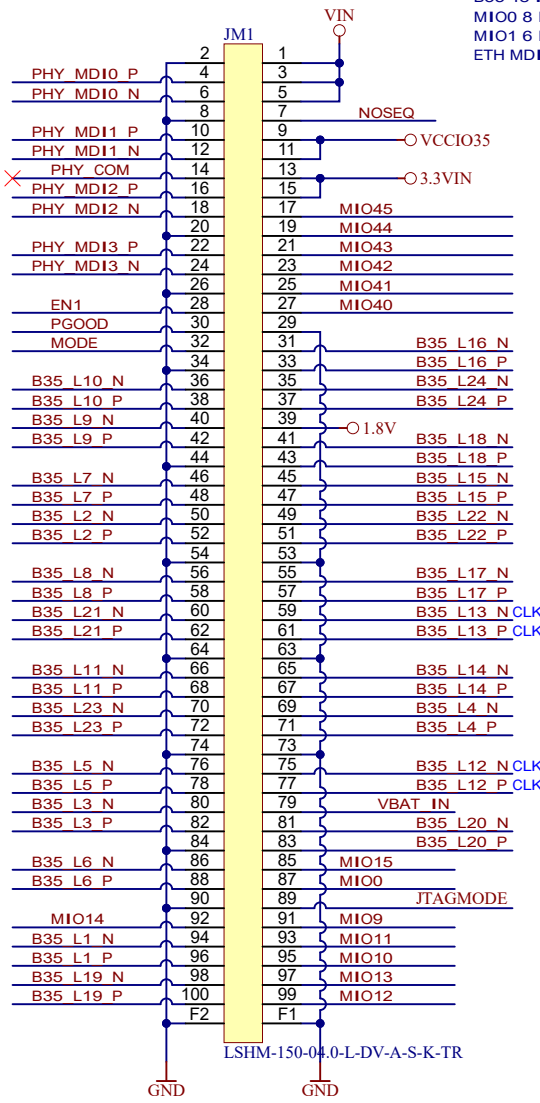 VIN
B35 48 I
MIO0 8 I
MIO1 6 I
ETH MDI
JM1
2 1
PHY_MDI0_P 4 3
PHY_MDI0_N 6 5
8 7 NOSEQ
PHY_MDI1_P 10 9 VCCIO35
PHY_MDI1_N 12 11
PHY_COM 14 13 3.3VIN
PHY_MDI2_P 16 15
PHY_MDI2_N 18 17 MIO45
20 19 MIO44
PHY_MDI3_P 22 21 MIO43
PHY_MDI3_N 24 23 MIO42
26 25 MIO41
EN1 28 27 MIO40
PGOOD 30 29
MODE 32 31 B35_L16_N
34 33 B35_L16_P
B35_L10_N 36 35 B35_L24_N
B35_L10_P 38 37 B35_L24_P
B35_L9_N 40 39 1.8V
B35_L9_P 42 41 B35_L18_N
44 43 B35_L18_P
B35_L7_N 46 45 B35_L15_N
B35_L7_P 48 47 B35_L15_P
B35_L2_N 50 49 B35_L22_N
B35_L2_P 52 51 B35_L22_P
54 53
B35_L8_N 56 55 B35_L17_N
B35_L8_P 58 57 B35_L17_P
B35_L21_N 60 59 B35_L13_N CLK
B35_L21_P 62 61 B35_L13_P CLK
64 63
B35_L11_N 66 65 B35_L14_N
B35_L11_P 68 67 B35_L14_P
B35_L23_N 70 69 B35_L4_N
B35_L23_P 72 71 B35_L4_P
74 73
B35_L5_N 76 75 B35_L12_N CLK
B35_L5_P 78 77 B35_L12_P CLK
B35_L3_N 80 79 VBAT_IN
B35_L3_P 82 81 B35_L20_N
84 83 B35_L20_P
B35_L6_N 86 85 MIO15
B35_L6_P 88 87 MIO0
90 89 JTAGMODE
MIO14 92 91 MIO9
B35_L1_N 94 93 MIO11
B35_L1_P 96 95 MIO10
B35_L19_N 98 97 MIO13
B35_L19_P 100 99 MIO12
F2 F1
LSHM-150-04.0-L-DV-A-S-K-TR
GND GND